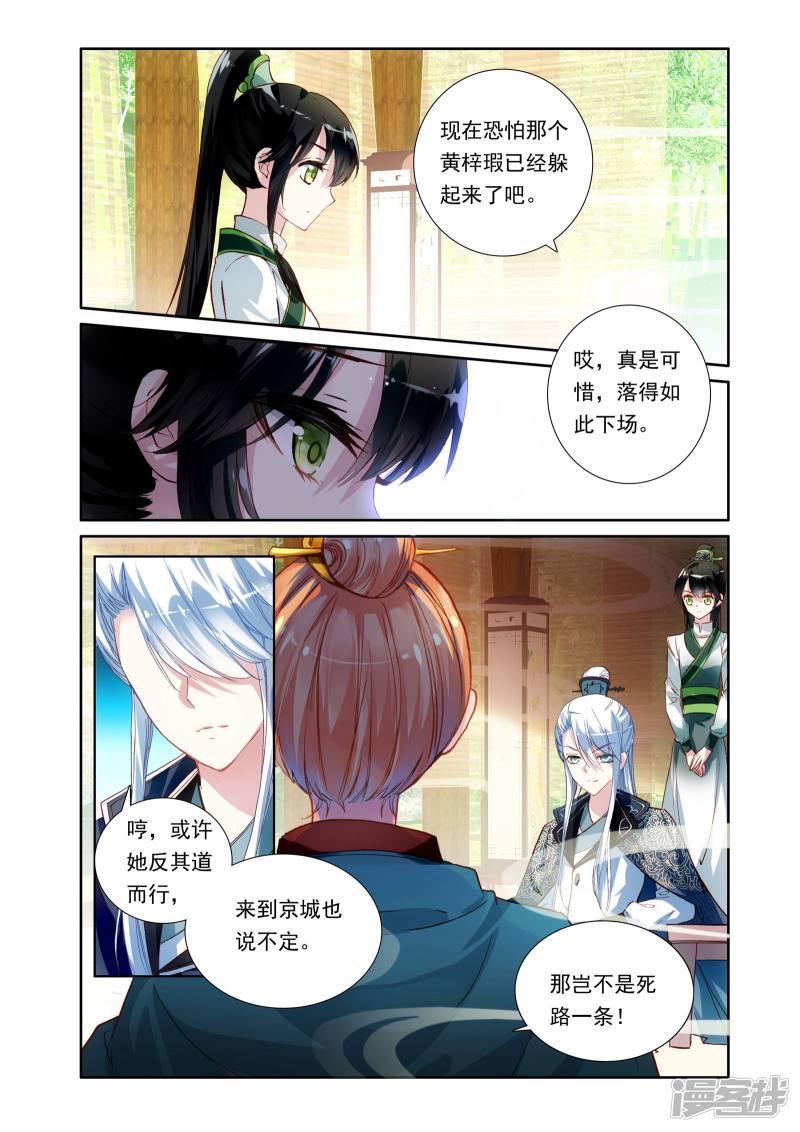 现在恐怕那个
黄梓瑕已经躲
起来了吧。
哎，真是可
惜，落得如
此下场。
哼，或许
她反其道
而行，
来到京城也
说不定。
那岂不是死
路一条！
漫客栈